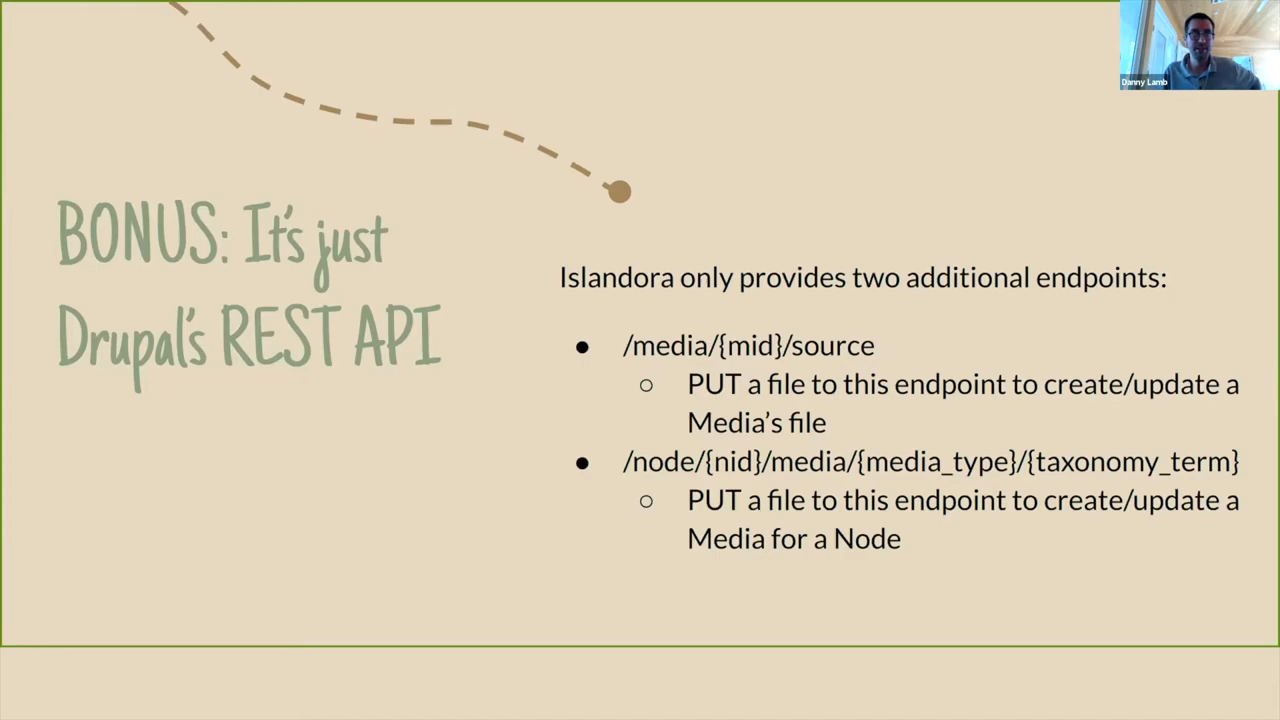 Danny Lamb
BONUS: It's just
Drupal's REST API
Islandora only provides two additional endpoints:
● /media/{mid}/source
○ PUT a file to this endpoint to create/update a
Media’s file
● /node/{nid}/media/{media_type}/{taxonomy_term}
○ PUT a file to this endpoint to create/update a
Media for a Node